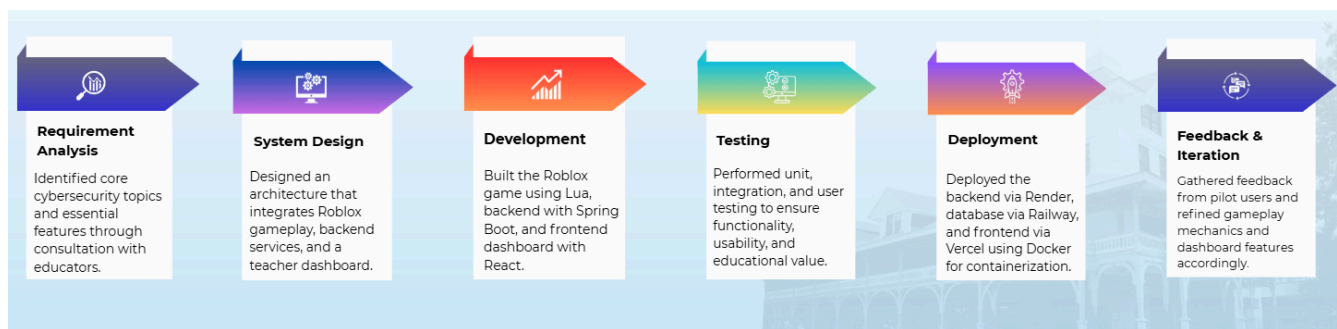 Requirement
Analysis
Identified core
cybersecurity topics
and essential
features through
consultation with
educators.
System Design
Designed an
architecture that
integrates Roblox
gameplay, backend
services, and a
teacher dashboard.
Development
Built the Roblox
game using Lua,
backend with Spring
Boot, and frontend
dashboard with
React.
Testing
Performed unit,
integration, and user
testing to ensure
functionality,
usability, and
educational value.
Deployment
Deployed the
backend via Render,
database via Railway,
and frontend via
Vercel using Docker
for containerization.
Feedback &
Iteration
Gathered feedback
from pilot users and
refined gameplay
mechanics and
dashboard features
accordingly.